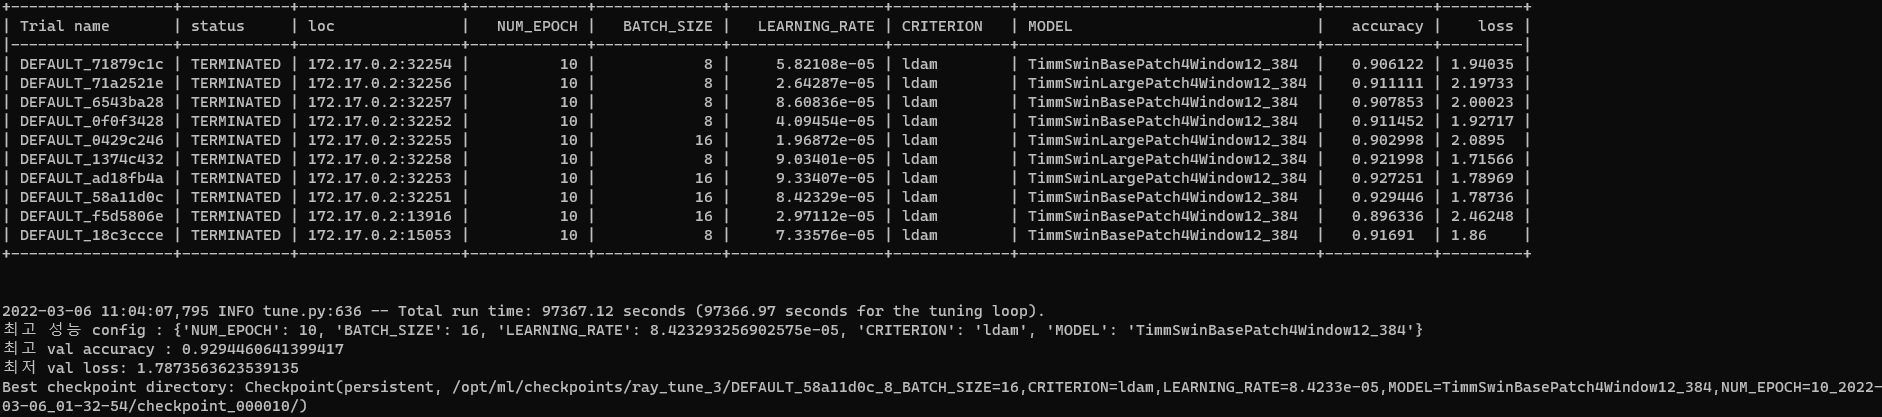 +------------------+------------+------------------+-------------+--------------+-----------------+-------------+--------------------------------+------------+---------+
| Trial name       | status     | loc              |   NUM_EPOCH |   BATCH_SIZE |   LEARNING_RATE | CRITERION   | MODEL                          |   accuracy |    loss |
|------------------+------------+------------------+-------------+--------------+-----------------+-------------+--------------------------------+------------+---------|
| DEFAULT_71879c1c | TERMINATED | 172.17.0.2:32254 |          10 |            8 |     5.82108e-05 | ldam        | TimmSwinBasePatch4Window12_384  |   0.906122 | 1.94035 |
| DEFAULT_71a2521e | TERMINATED | 172.17.0.2:32256 |          10 |            8 |     2.64287e-05 | ldam        | TimmSwinLargePatch4Window12_384 |   0.911111 | 2.19733 |
| DEFAULT_6543ba28 | TERMINATED | 172.17.0.2:32257 |          10 |            8 |     8.60836e-05 | ldam        | TimmSwinBasePatch4Window12_384  |   0.907853 | 2.00023 |
| DEFAULT_0f0f3428 | TERMINATED | 172.17.0.2:32252 |          10 |            8 |     4.09454e-05 | ldam        | TimmSwinBasePatch4Window12_384  |   0.911452 | 1.92717 |
| DEFAULT_0429c246 | TERMINATED | 172.17.0.2:32255 |          10 |           16 |     1.96872e-05 | ldam        | TimmSwinLargePatch4Window12_384 |   0.902998 | 2.0895  |
| DEFAULT_1374c432 | TERMINATED | 172.17.0.2:32258 |          10 |            8 |     9.03401e-05 | ldam        | TimmSwinLargePatch4Window12_384 |   0.921998 | 1.71566 |
| DEFAULT_ad18fb4a | TERMINATED | 172.17.0.2:32253 |          10 |           16 |     9.33407e-05 | ldam        | TimmSwinLargePatch4Window12_384 |   0.927251 | 1.78969 |
| DEFAULT_58a11d0c | TERMINATED | 172.17.0.2:32251 |          10 |           16 |     8.42329e-05 | ldam        | TimmSwinBasePatch4Window12_384  |   0.929446 | 1.78736 |
| DEFAULT_f5d5806e | TERMINATED | 172.17.0.2:13916 |          10 |           16 |     2.97112e-05 | ldam        | TimmSwinBasePatch4Window12_384  |   0.896336 | 2.46248 |
| DEFAULT_18c3ccce | TERMINATED | 172.17.0.2:15053 |          10 |            8 |     7.33576e-05 | ldam        | TimmSwinBasePatch4Window12_384  |   0.91691  | 1.86    |
+------------------+------------+------------------+-------------+--------------+-----------------+-------------+--------------------------------+------------+---------+
2022-03-06 11:04:07,795 INFO tune.py:636 -- Total run time: 97367.12 seconds (97366.97 seconds for the tuning loop).
최고 성능 config : {'NUM_EPOCH': 10, 'BATCH_SIZE': 16, 'LEARNING_RATE': 8.423293256902575e-05, 'CRITERION': 'ldam', 'MODEL': 'TimmSwinBasePatch4Window12_384'}
최고 val accuracy : 0.9294460641399417
최저 val loss: 1.7873563623539135
Best checkpoint directory: Checkpoint(persistent, /opt/ml/checkpoints/ray_tune_3/DEFAULT_58a11d0c_8_BATCH_SIZE=16,CRITERION=ldam,LEARNING_RATE=8.4233e-05,MODEL=TimmSwinBasePatch4Window12_384,NUM_EPOCH=10_2022-
03-06_01-32-54/checkpoint_000010/)